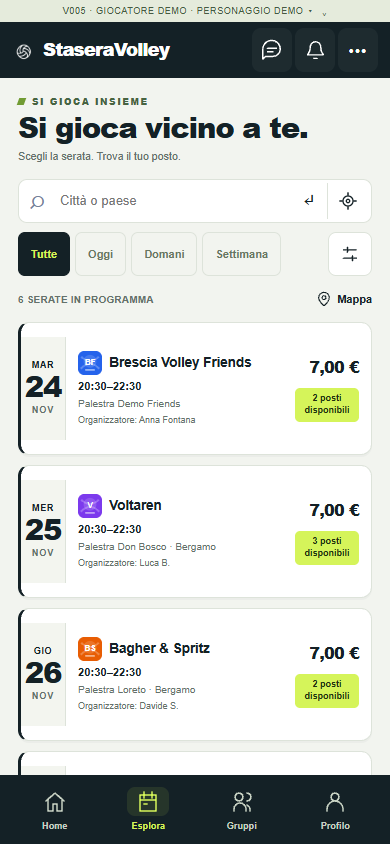 V005 · GIOCATORE DEMO · PERSONAGGIO DEMO
StaseraVolley
SI GIOCA INSIEME
Si gioca vicino a te.
Scegli la serata. Trova il tuo posto.
Città o paese
Tutte
Oggi
Domani
Settimana
6 SERATE IN PROGRAMMA
Mappa
MAR
24
NOV
BF
Brescia Volley Friends
20:30–22:30
Palestra Demo Friends
Organizzatore: Anna Fontana
7,00 €
2 posti
disponibili
MER
25
NOV
V
Voltaren
20:30–22:30
Palestra Don Bosco · Bergamo
Organizzatore: Luca B.
7,00 €
3 posti
disponibili
GIO
26
NOV
BS
Bagher & Spritz
20:30–22:30
Palestra Loreto · Bergamo
Organizzatore: Davide S.
7,00 €
2 posti
disponibili
Home
Esplora
Gruppi
Profilo